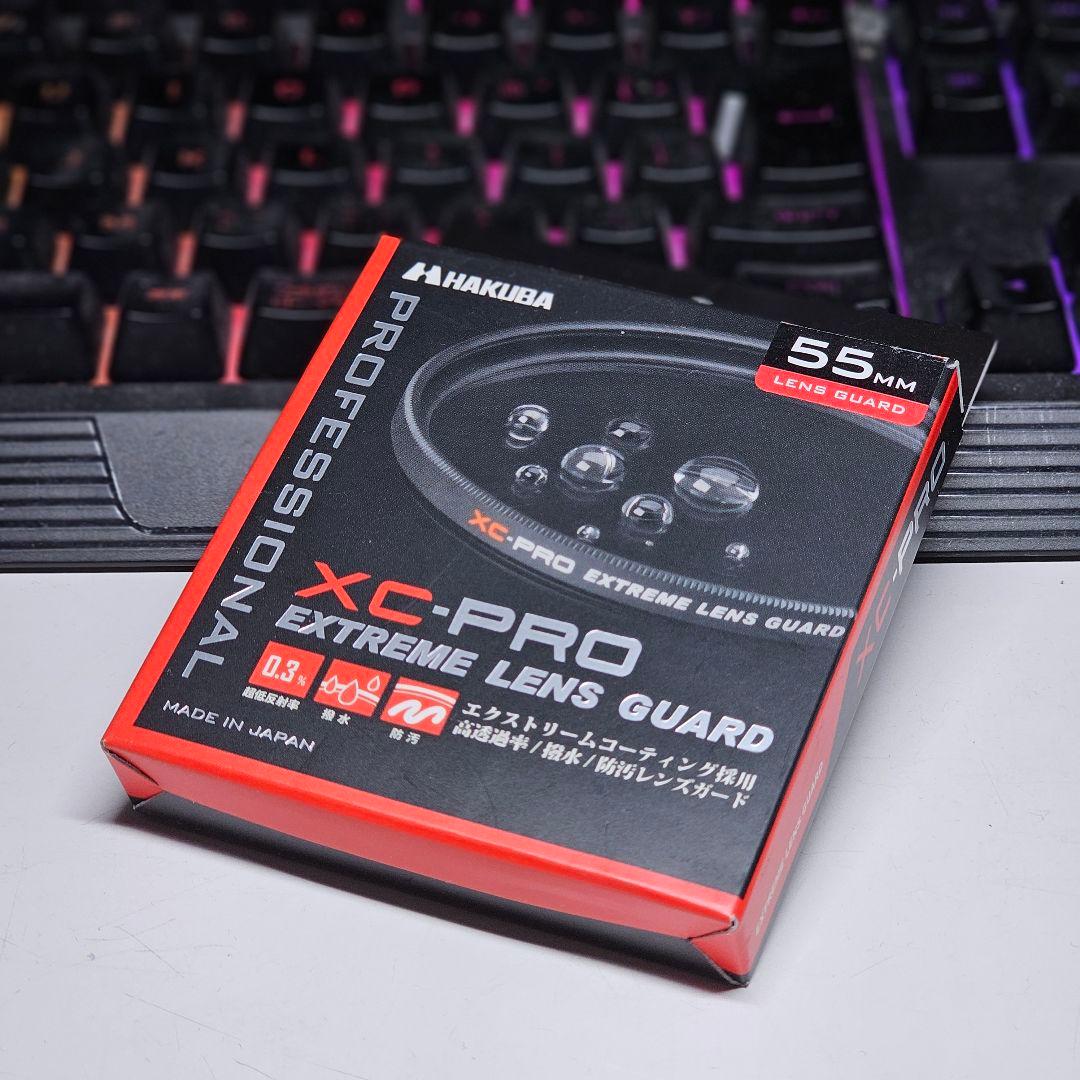 HAKUBA
55MM
LENS GUARD
PROFESSIONAL
XC-PRO EXTREME LENS GUARD
XC-PRO
EXTREME LENS GUARD
0.3%
超低反射率
撥水
防汚
エクストリームコーティング採用
高透過率/撥水/防汚レンズガード
MADE IN JAPAN
XC-PRO
EXTREME LENS GUARD